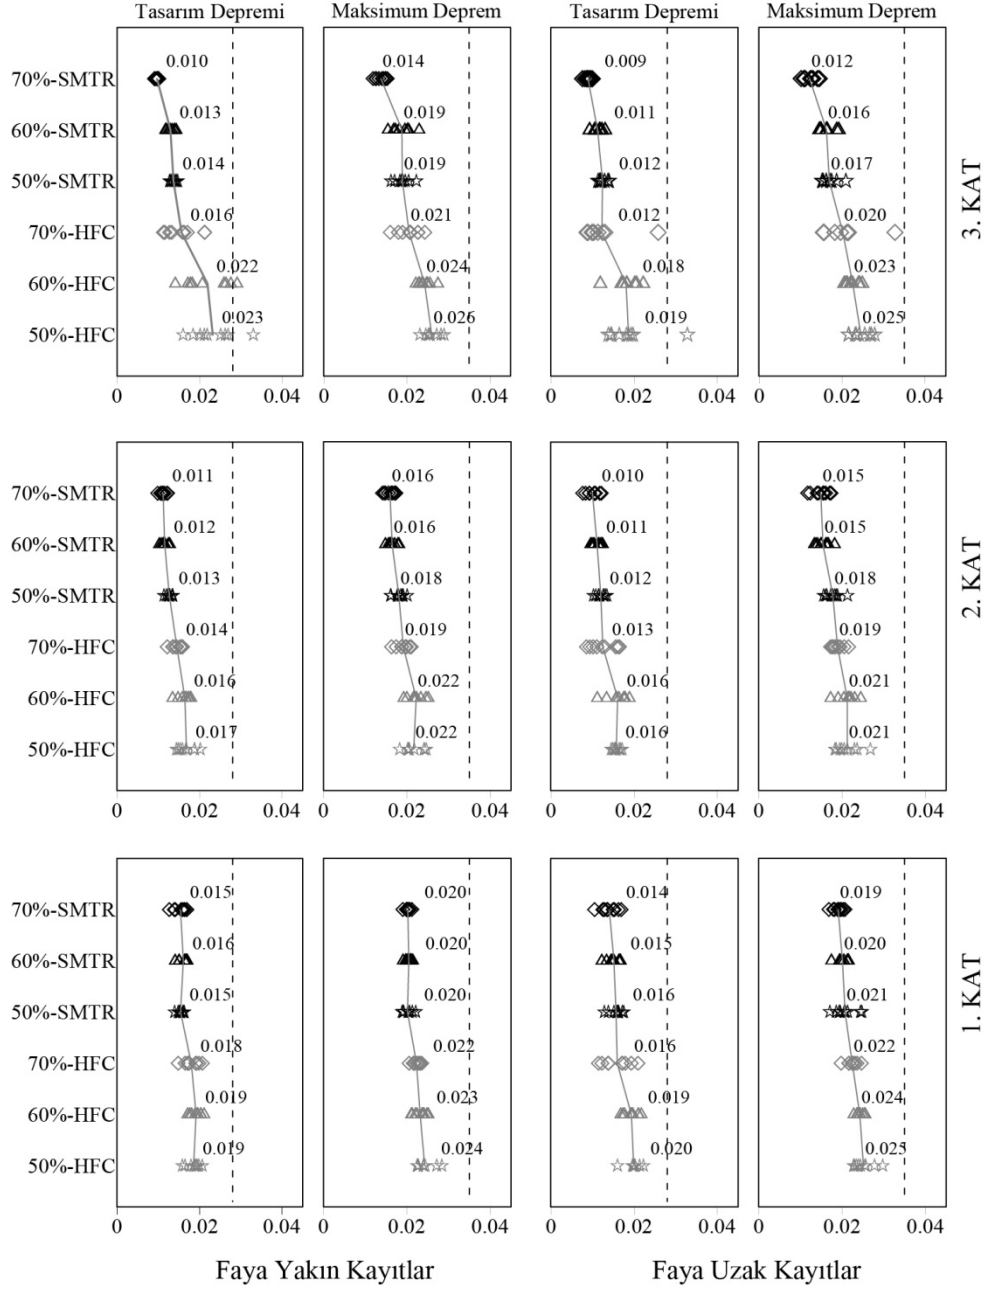 Tasarım Depremi Maksimum Deprem Tasarım Depremi Maksimum Deprem
70%-SMTR 0.010 0.014 0.009 0.012
60%-SMTR 0.013 0.019 0.011 0.016
50%-SMTR 0.014 0.019 0.012 0.017
70%-HFC 0.016 0.021 0.012 0.020
60%-HFC 0.022 0.024 0.018 0.023
50%-HFC 0.023 0.026 0.019 0.025
3. KAT
0 0.02 0.04 0 0.02 0.04 0 0.02 0.04 0 0.02 0.04
70%-SMTR 0.011 0.016 0.010 0.015
60%-SMTR 0.012 0.016 0.011 0.015
50%-SMTR 0.013 0.018 0.012 0.018
70%-HFC 0.014 0.019 0.013 0.019
60%-HFC 0.016 0.022 0.016 0.021
50%-HFC 0.017 0.022 0.016 0.021
2. KAT
0 0.02 0.04 0 0.02 0.04 0 0.02 0.04 0 0.02 0.04
70%-SMTR 0.015 0.020 0.014 0.019
60%-SMTR 0.016 0.020 0.015 0.020
50%-SMTR 0.015 0.020 0.016 0.021
70%-HFC 0.018 0.022 0.016 0.022
60%-HFC 0.019 0.023 0.019 0.024
50%-HFC 0.019 0.024 0.020 0.025
1. KAT
0 0.02 0.04 0 0.02 0.04 0 0.02 0.04 0 0.02 0.04
Faya Yakın Kayıtlar Faya Uzak Kayıtlar